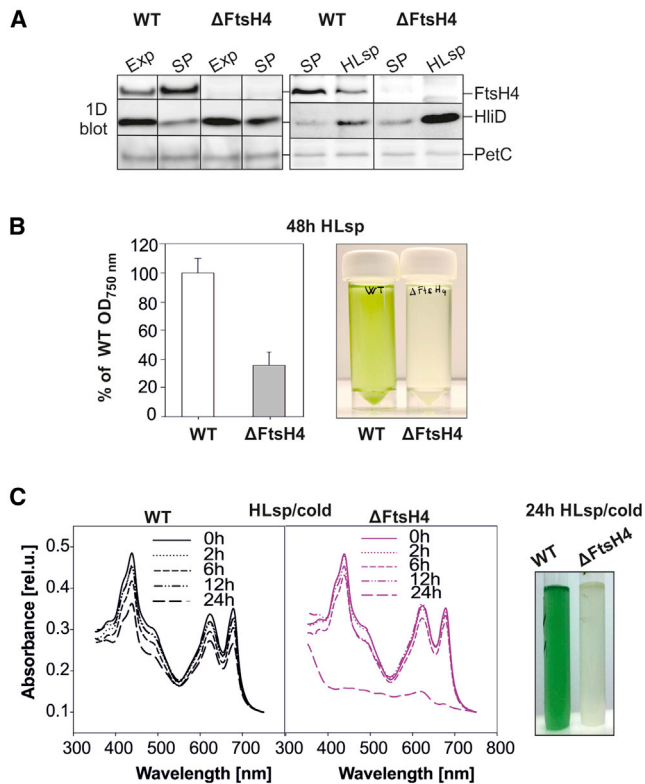 A
WT ΔFtsH4 WT ΔFtsH4
Exp SP Exp SP SP HLsp SP HLsp
FtsH4
1D
blot
HliD
PetC
B
48h HLsp
% of WT OD750 nm
120
100
80
60
40
20
0
WT ΔFtsH4
WT ΔFtsH4
WT ΔFtsH4
C
HLsp/cold
24h HLsp/cold
WT ΔFtsH4
WT ΔFtsH4
Absorbance [rel.u.]
0.5
0.4
0.3
0.2
0.1
0h
2h
6h
12h
24h
0h
2h
6h
12h
24h
300 400 500 600 700 300 400 500 600 700 800
Wavelength [nm] Wavelength [nm]